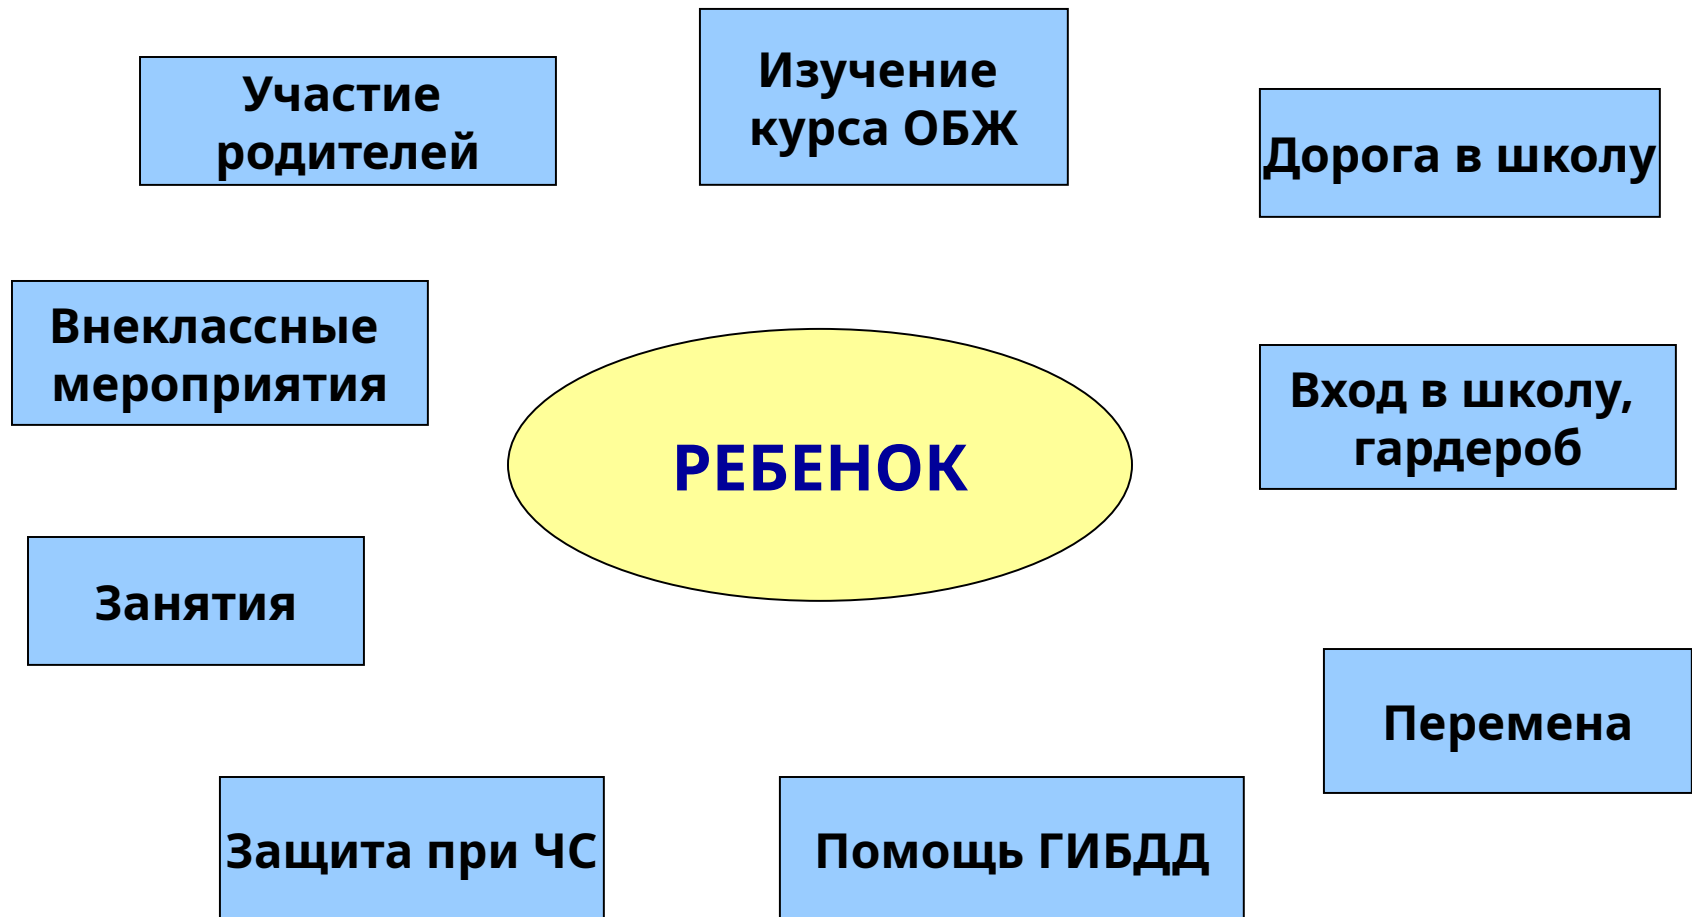 Участие
родителей
Изучение
курса ОБЖ
Дорога в школу
Внеклассные
мероприятия
РЕБЕНОК
Вход в школу,
гардероб
Занятия
Перемена
Защита при ЧС
Помощь ГИБДД